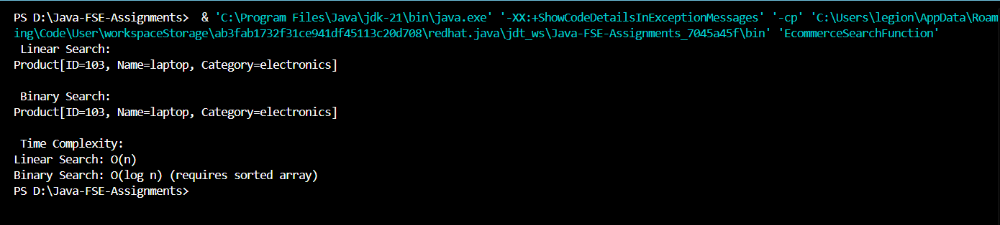 PS D:\Java-FSE-Assignments>  & 'C:\Program Files\Java\jdk-21\bin\java.exe' '-XX:+ShowCodeDetailsInExceptionMessages' '-cp' 'C:\Users\legion\AppData\Roam
ing\Code\User\workspaceStorage\ab3fab1732f31ce941df45113c20d708\redhat.java\jdt_ws\Java-FSE-Assignments_7045a45f\bin' 'EcommerceSearchFunction'
 Linear Search:
Product[ID=103, Name=laptop, Category=electronics]
 Binary Search:
Product[ID=103, Name=laptop, Category=electronics]
 Time Complexity:
Linear Search: O(n)
Binary Search: O(log n) (requires sorted array)
PS D:\Java-FSE-Assignments>